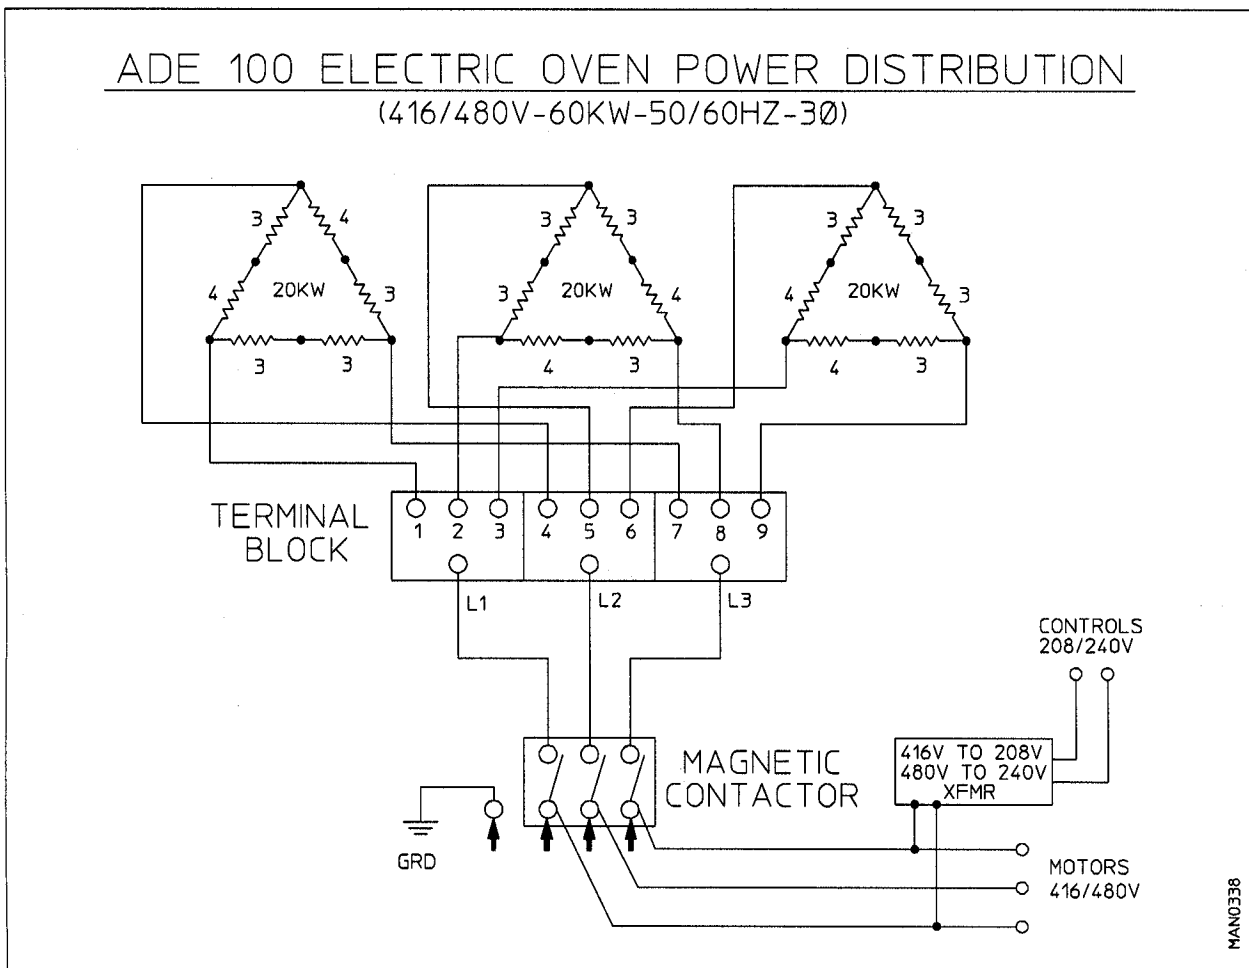 ADE 100 ELECTRIC OVEN POWER DISTRIBUTION
(416/480V-60KW-50/60HZ-3Ø)
3 4
3 3
3 3
4 20KW 3
3 20KW 4
4 20KW 3
3 3
4 3
4 3
TERMINAL
BLOCK
1 2 3 4 5 6 7 8 9
L1 L2 L3
CONTROLS
208/240V
MAGNETIC
CONTACTOR
416V TO 208V
480V TO 240V
XFMR
GRD
MOTORS
416/480V
MAN0338